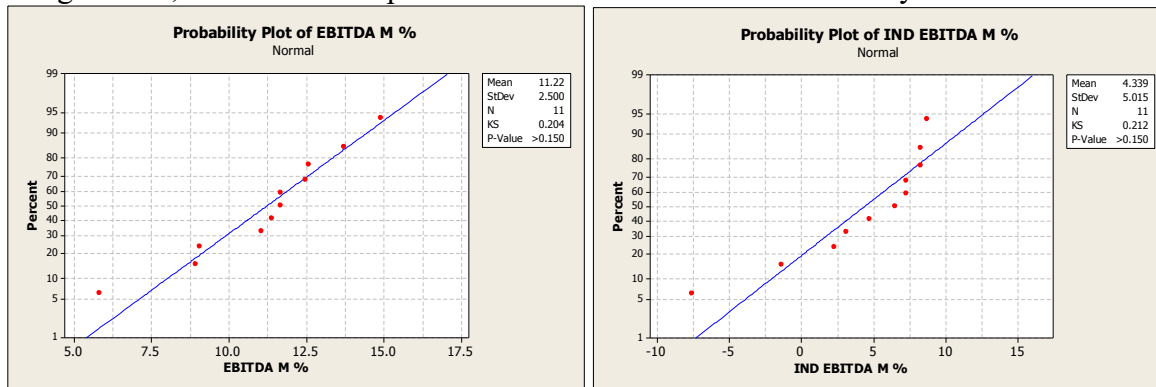 Probability Plot of EBITDA M %
Normal
99
95
90
80
70
60
50
40
30
20
10
5
1
Percent
5.0 7.5 10.0 12.5 15.0 17.5
EBITDA M %
Mean 11.22
StDev 2.500
N 11
KS 0.204
P-Value >0.150
Probability Plot of IND EBITDA M %
Normal
99
95
90
80
70
60
50
40
30
20
10
5
1
Percent
-10 -5 0 5 10 15
IND EBITDA M %
Mean 4.339
StDev 5.015
N 11
KS 0.212
P-Value >0.150